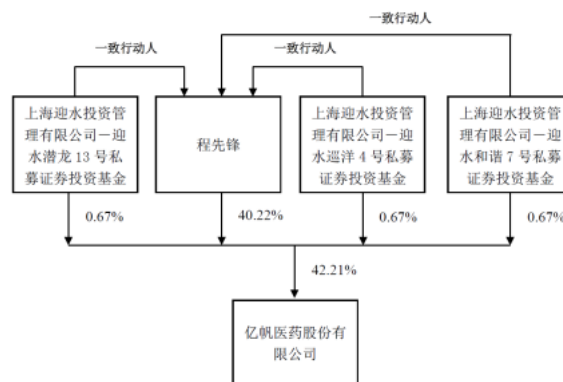 一致行动人
一致行动人
一致行动人
上海迎水投资管
理有限公司－迎
水潜龙 13 号私
募证券投资基金
程先锋
上海迎水投资管
理有限公司－迎
水巡洋 4 号私募
证券投资基金
上海迎水投资管
理有限公司－迎
水和谐 7 号私募
证券投资基金
0.67%
40.22%
0.67%
0.67%
42.21%
亿帆医药股份有
限公司